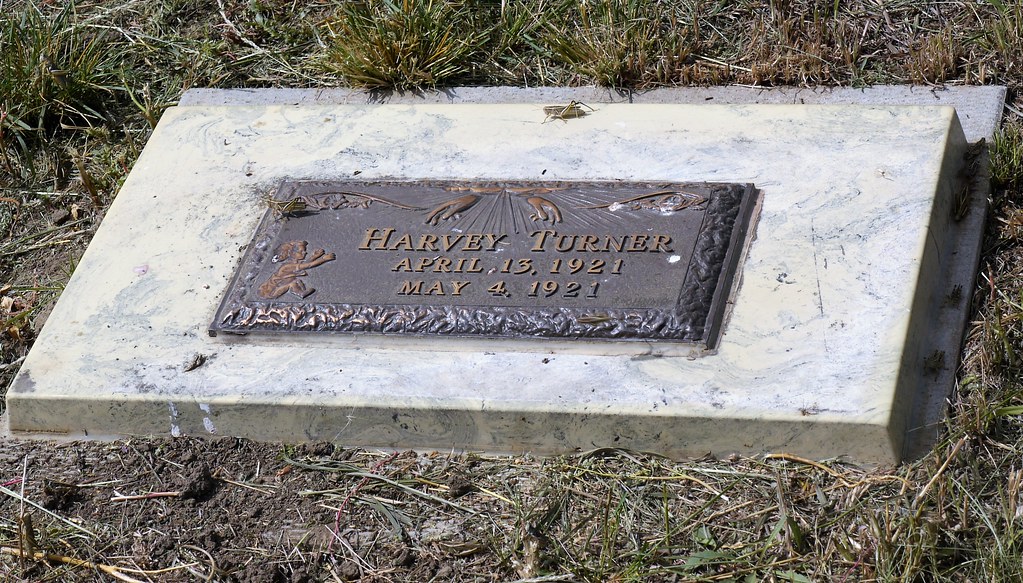 HARVEY TURNER
APRIL 13, 1921
MAY 4, 1921